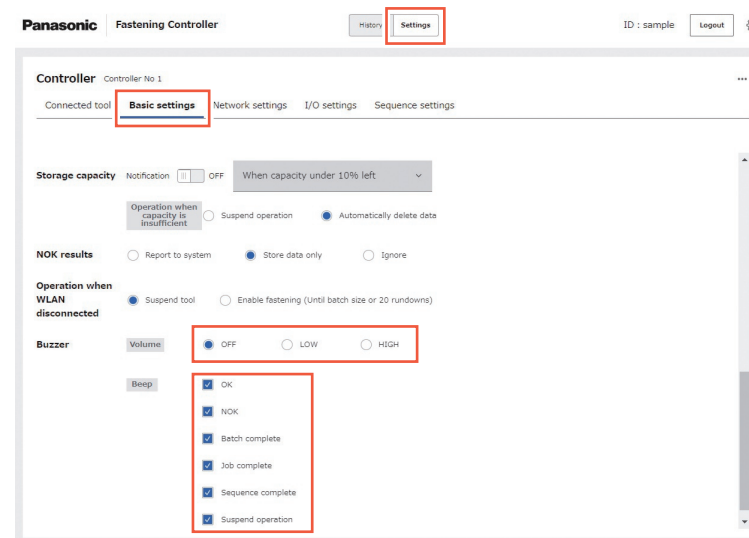 Panasonic Fastening Controller History Settings ID : sample Logout
Controller Controller No 1 ...
Connected tool Basic settings Network settings I/O settings Sequence settings
Storage capacity Notification OFF When capacity under 10% left
Operation when
capacity is
insufficient
Suspend operation Automatically delete data
NOK results Report to system Store data only Ignore
Operation when
WLAN
disconnected
Suspend tool Enable fastening (Until batch size or 20 rundowns)
Buzzer Volume OFF LOW HIGH
Beep OK
NOK
Batch complete
Job complete
Sequence complete
Suspend operation